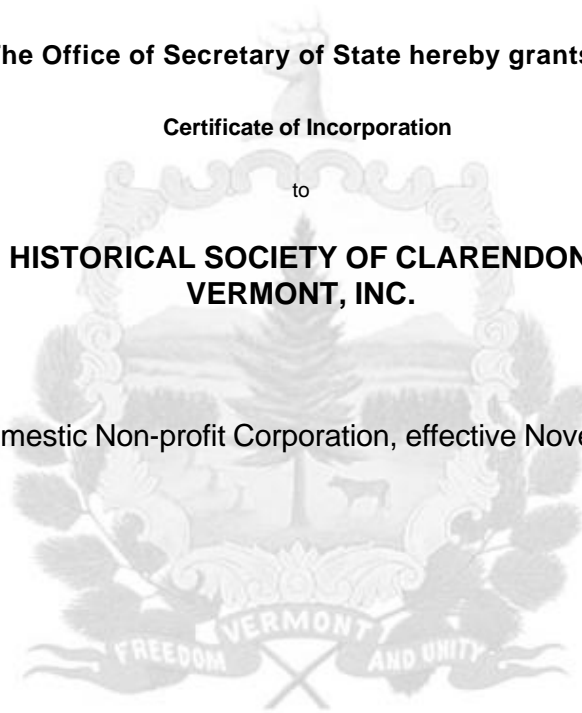 he Office of Secretary of State hereby grants
Certificate of Incorporation
to
HISTORICAL SOCIETY OF CLARENDON
VERMONT, INC.
mestic Non-profit Corporation, effective Nove
VERMONT
FREEDOM AND UNITY